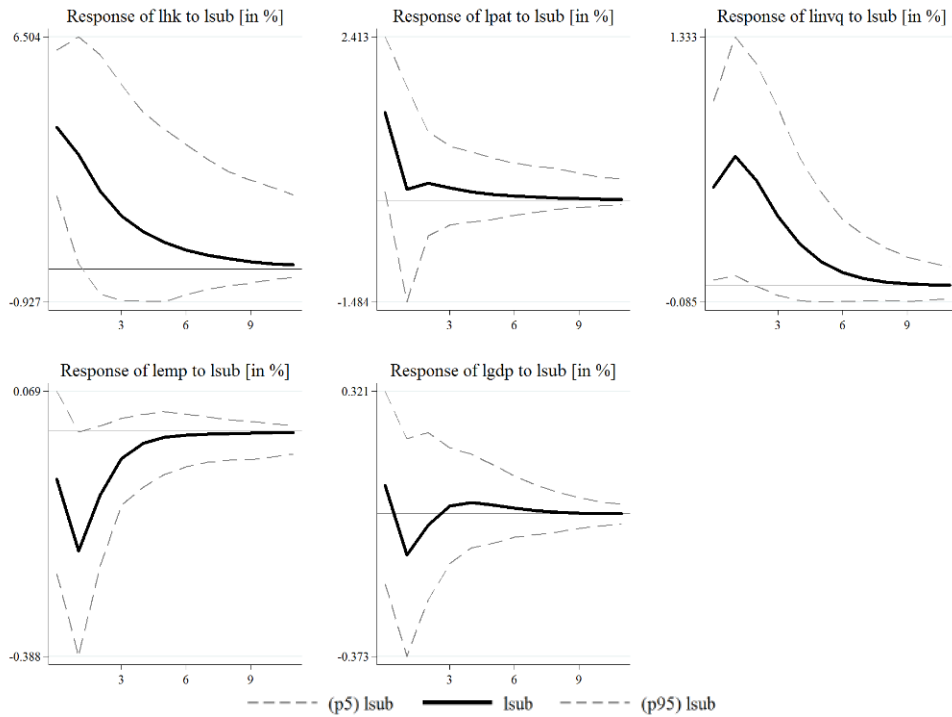 Response of lhk to lsub [in %]
6.504
-0.927
3 6 9
Response of lpat to lsub [in %]
2.413
-1.484
3 6 9
Response of linvq to lsub [in %]
1.333
-0.085
3 6 9
Response of lemp to lsub [in %]
0.069
-0.388
3 6 9
Response of lgdp to lsub [in %]
0.321
-0.373
3 6 9
(p5) lsub lsub (p95) lsub